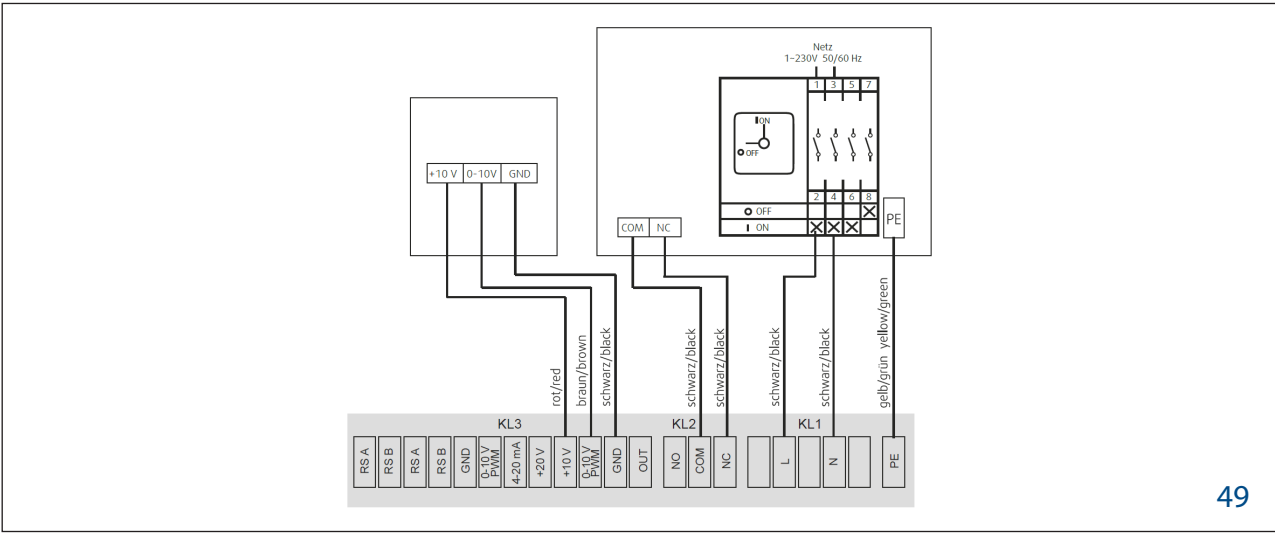 Netz
1~230V 50/60 Hz
1 3 5 7
I ON
O OFF
+10 V 0-10V GND
2 4 6 8
O OFF
I ON
PE
COM NC
rot/red
braun/brown
schwarz/black
schwarz/black
schwarz/black
schwarz/black
schwarz/black
gelb/grün yellow/green
KL3 KL2 KL1
RS A
RS B
RS A
RS B
GND
0-10 V
PWM
4-20 mA
+20 V
+10 V
0-10 V
PWM
GND
OUT
NO
COM
NC
L
N
PE
49